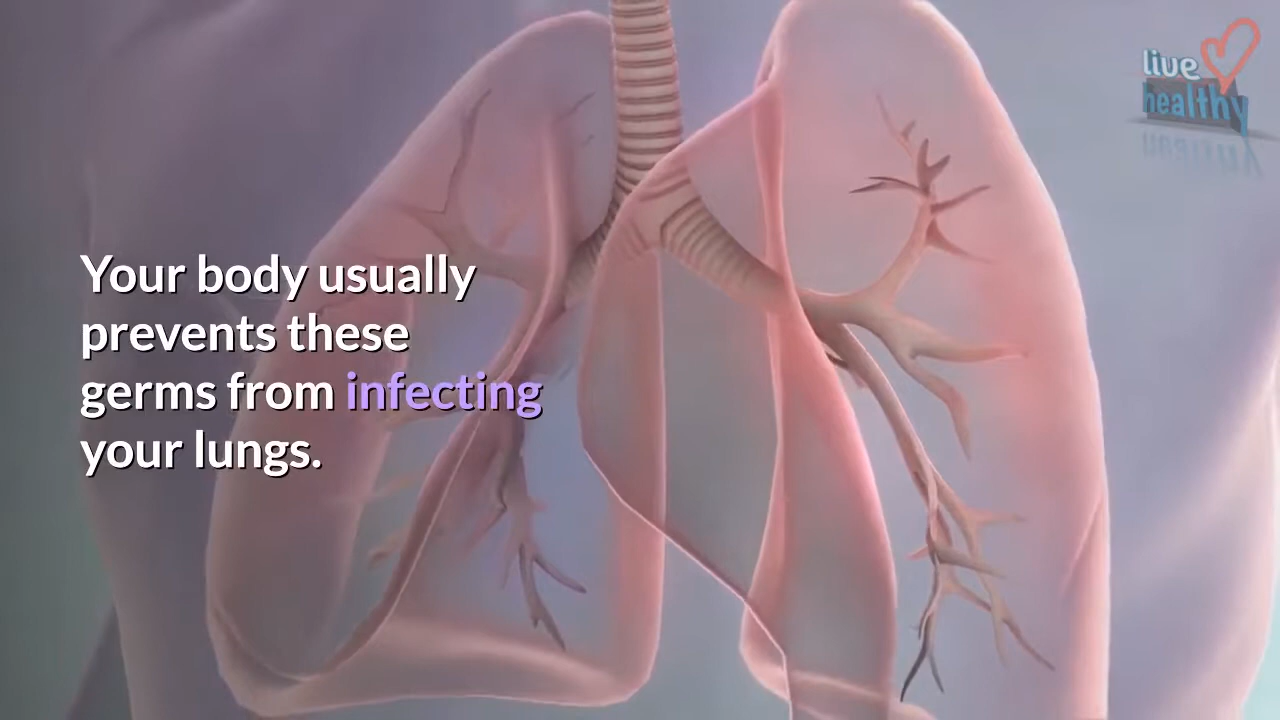 live
healthy
Your body usually
prevents these
germs from infecting
your lungs.